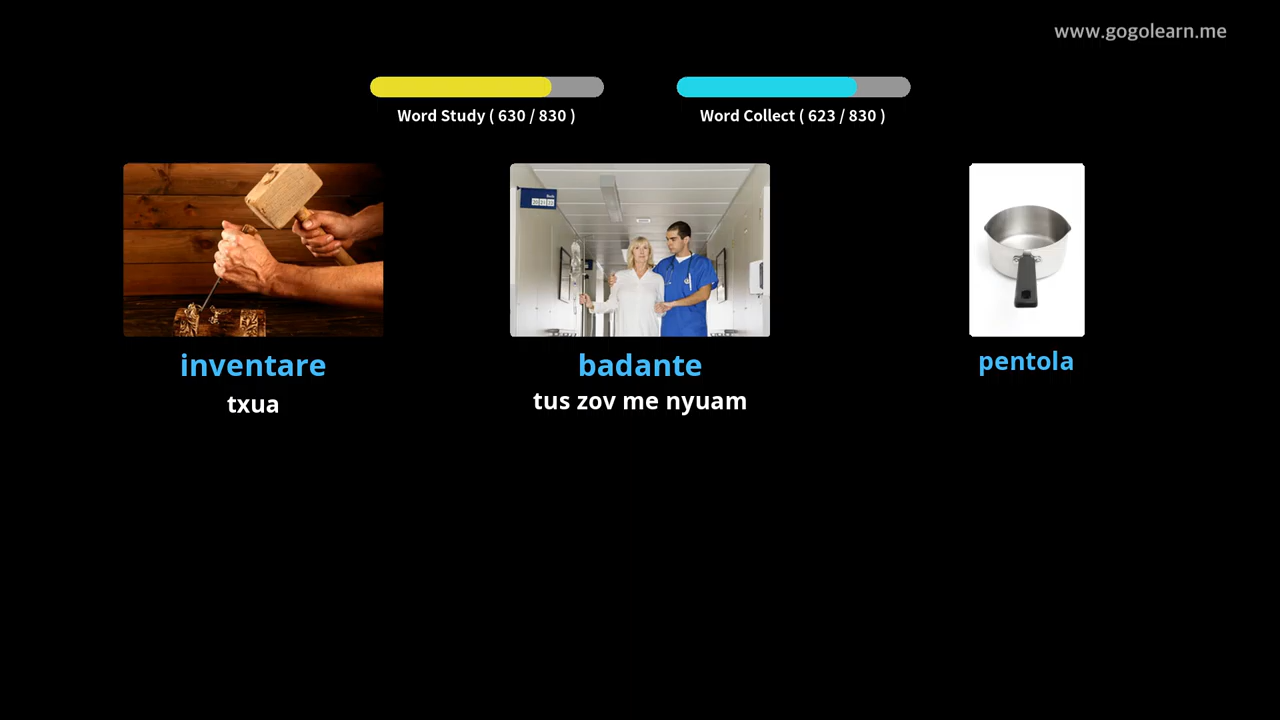 www.gogolearn.me
Word Study ( 630 / 830 )
Word Collect ( 623 / 830 )
inventare
badante
pentola
txua
tus zov me nyuam